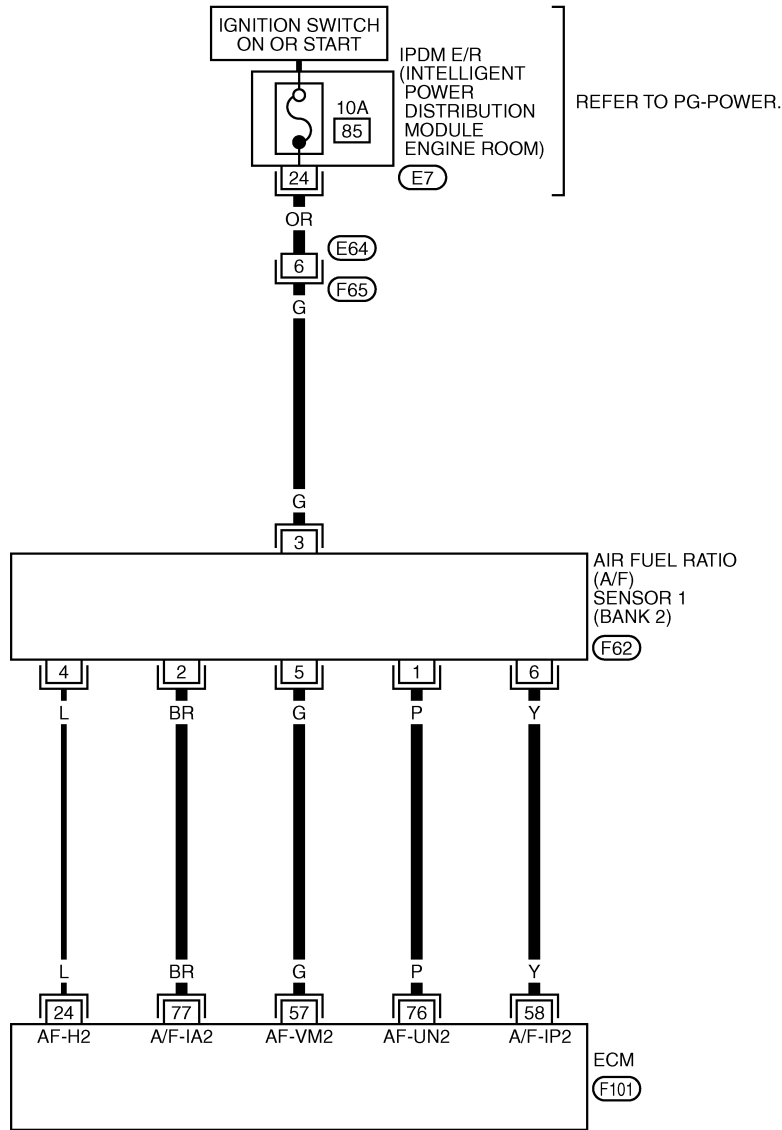 IGNITION SWITCH
ON OR START
IPDM E/R
(INTELLIGENT
POWER
DISTRIBUTION
MODULE
ENGINE ROOM)
REFER TO PG-POWER.
10A
85
24
E7
OR
E64
6
F65
G
G
3
AIR FUEL RATIO
(A/F)
SENSOR 1
(BANK 2)
F62
4 2 5 1 6
L BR G P Y
L BR G P Y
24 77 57 76 58
AF-H2 A/F-IA2 AF-VM2 AF-UN2 A/F-IP2
ECM
F101